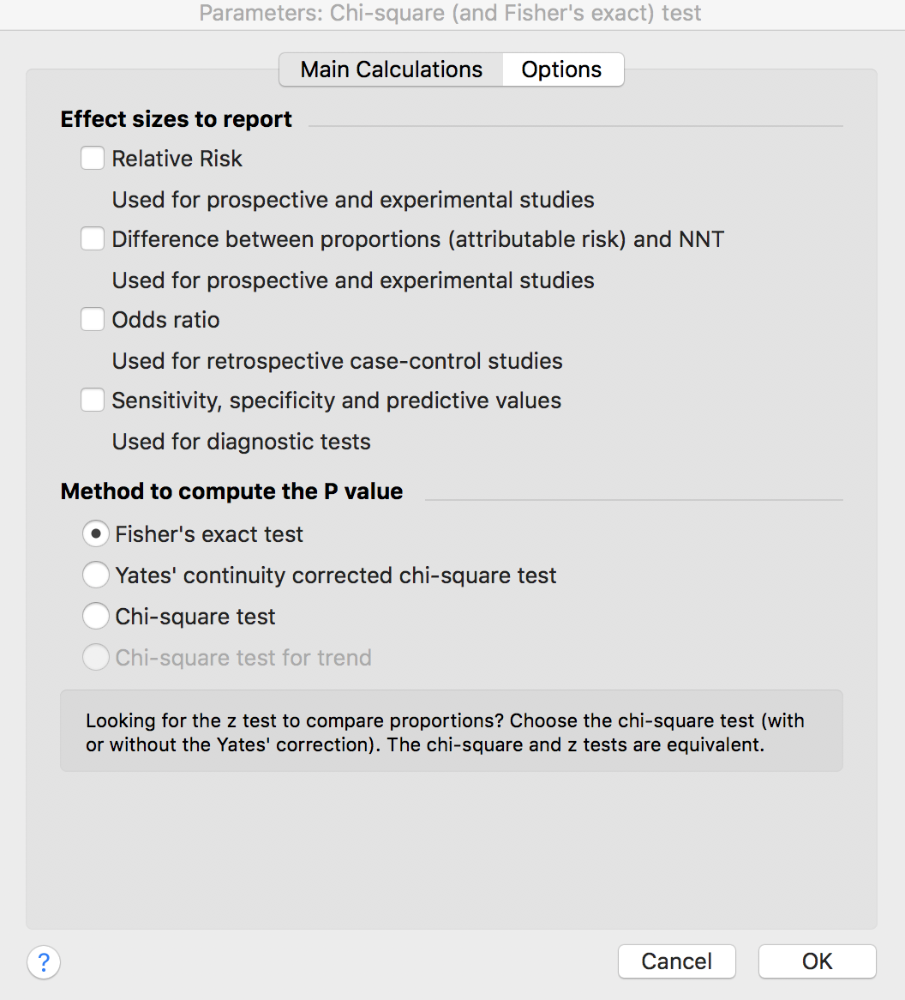 Parameters: Chi-square (and Fisher's exact) test
Main Calculations
Options
Effect sizes to report
Relative Risk
Used for prospective and experimental studies
Difference between proportions (attributable risk) and NNT
Used for prospective and experimental studies
Odds ratio
Used for retrospective case-control studies
Sensitivity, specificity and predictive values
Used for diagnostic tests
Method to compute the P value
Fisher's exact test
Yates' continuity corrected chi-square test
Chi-square test
Chi-square test for trend
Looking for the z test to compare proportions? Choose the chi-square test (with
or without the Yates' correction). The chi-square and z tests are equivalent.
?
Cancel
OK